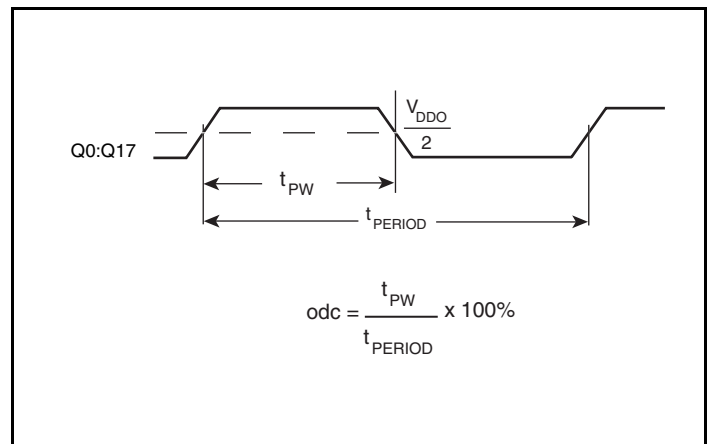 V_DDO
2
Q0:Q17
t_PW
t_PERIOD
odc = t_PW / t_PERIOD x 100%